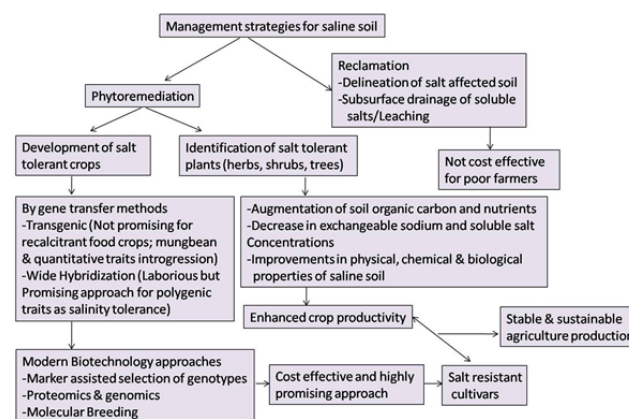 Management strategies for saline soil
Reclamation
-Delineation of salt affected soil
-Subsurface drainage of soluble
salts/Leaching
Phytoremediation
Development of salt
tolerant crops
Identification of salt tolerant
plants (herbs, shrubs, trees)
Not cost effective
for poor farmers
By gene transfer methods
-Transgenic (Not promising for
recalcitrant food crops; mungbean
& quantitative traits introgression)
-Wide Hybridization (Laborious but
Promising approach for polygenic
traits as salinity tolerance)
-Augmentation of soil organic carbon and nutrients
-Decrease in exchangeable sodium and soluble salt
Concentrations
-Improvements in physical, chemical & biological
properties of saline soil
Enhanced crop productivity
Stable & sustainable
agriculture production
Modern Biotechnology approaches
-Marker assisted selection of genotypes
-Proteomics & genomics
-Molecular Breeding
Cost effective and highly
promising approach
Salt resistant
cultivars